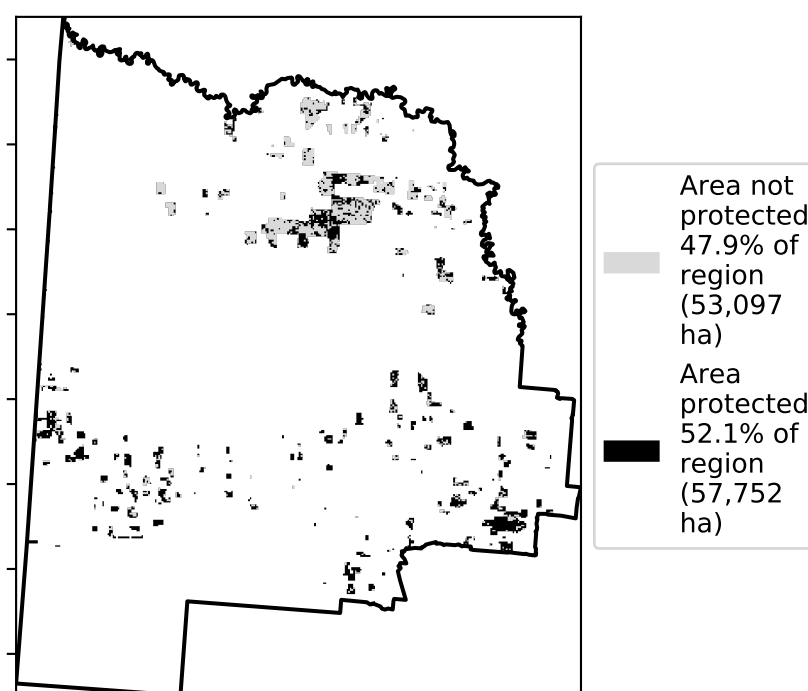 Area not
protected
47.9% of
region
(53,097
ha)
Area
protected
52.1% of
region
(57,752
ha)